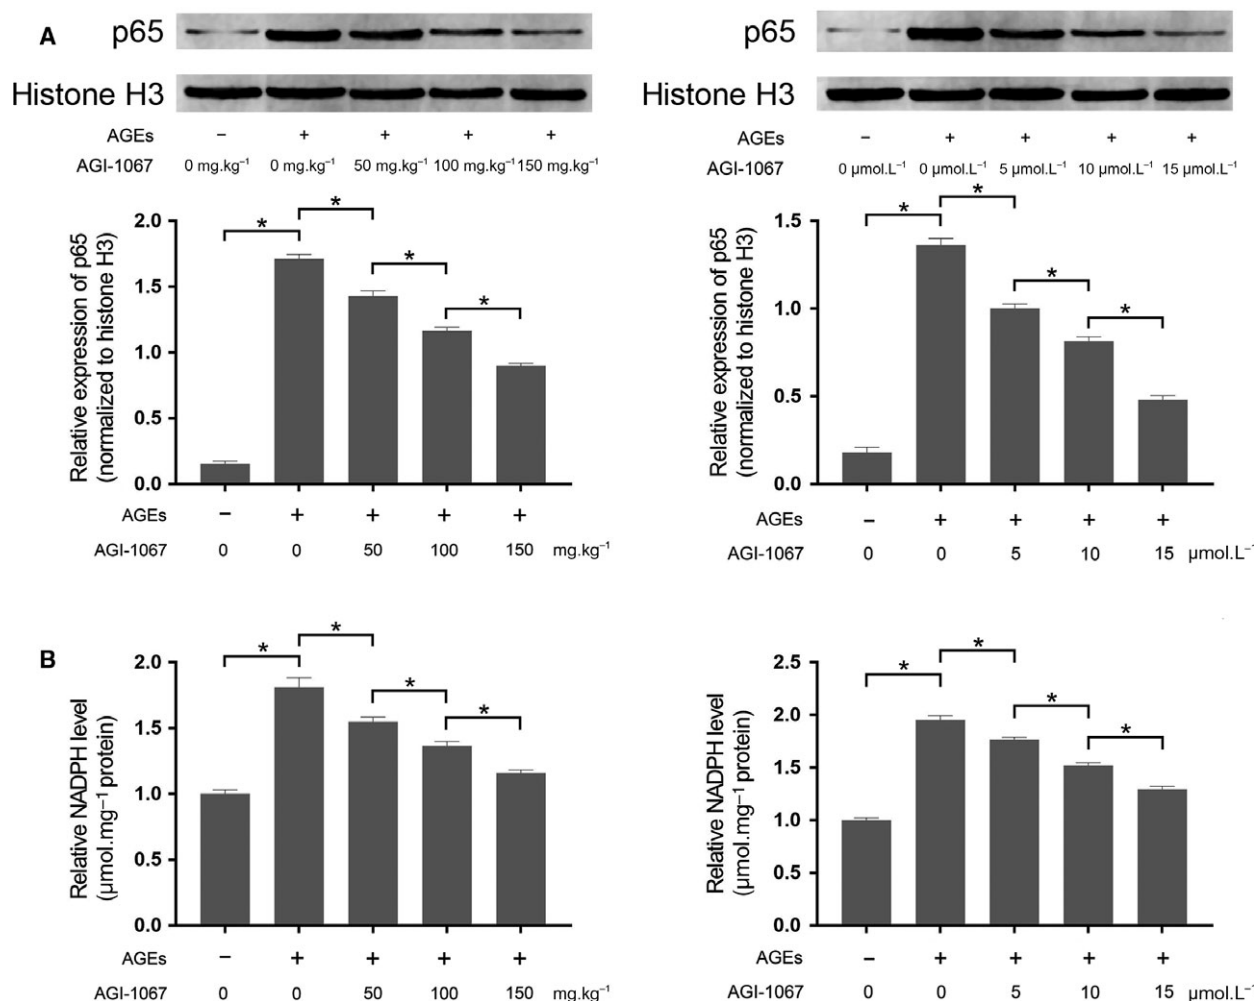 A
p65
Histone H3
AGEs − + + + +
AGI-1067 0 mg.kg⁻¹ 0 mg.kg⁻¹ 50 mg.kg⁻¹ 100 mg.kg⁻¹ 150 mg.kg⁻¹
Relative expression of p65
(normalized to histone H3)
2.0
1.5
1.0
0.5
0.0
* * * *
AGEs − + + + +
AGI-1067 0 0 50 100 150 mg.kg⁻¹
p65
Histone H3
AGEs − + + + +
AGI-1067 0 µmol.L⁻¹ 0 µmol.L⁻¹ 5 µmol.L⁻¹ 10 µmol.L⁻¹ 15 µmol.L⁻¹
Relative expression of p65
(normalized to histone H3)
1.5
1.0
0.5
0.0
* * * *
AGEs − + + + +
AGI-1067 0 0 5 10 15 µmol.L⁻¹
B
Relative NADPH level
(µmol.mg⁻¹ protein)
2.0
1.5
1.0
0.5
0.0
* * * *
AGEs − + + + +
AGI-1067 0 0 50 100 150 mg.kg⁻¹
Relative NADPH level
(µmol.mg⁻¹ protein)
2.5
2.0
1.5
1.0
0.5
0.0
* * * *
AGEs − + + + +
AGI-1067 0 0 5 10 15 µmol.L⁻¹